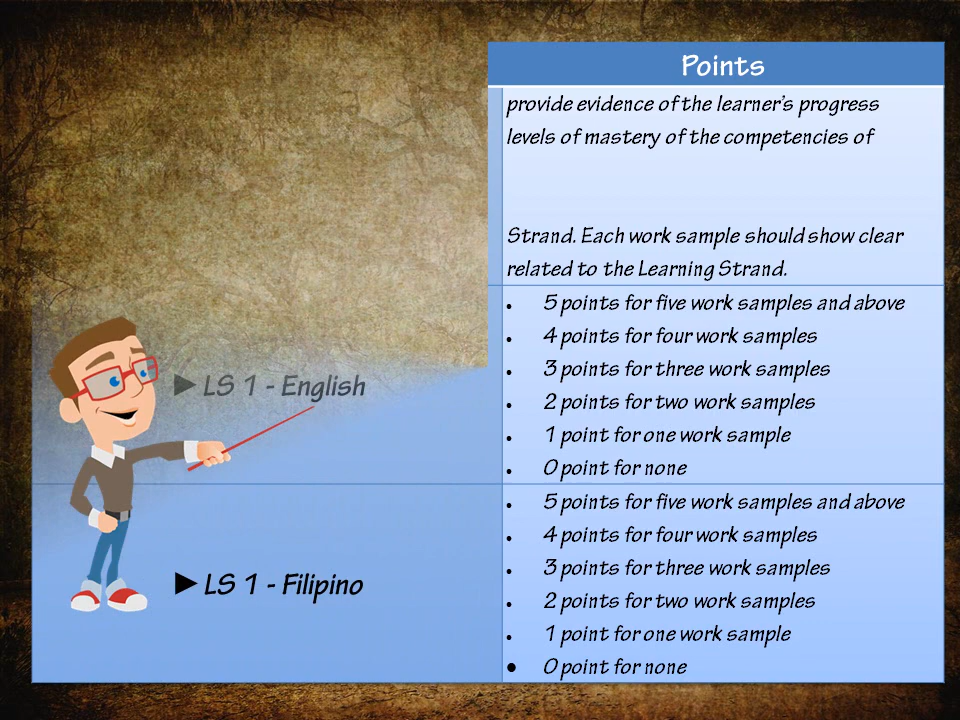 Points
provide evidence of the learner's progress
levels of mastery of the competencies of
Strand. Each work sample should show clear
related to the Learning Strand.
►LS 1 - English
• 5 points for five work samples and above
• 4 points for four work samples
• 3 points for three work samples
• 2 points for two work samples
• 1 point for one work sample
• 0 point for none
►LS 1 - Filipino
• 5 points for five work samples and above
• 4 points for four work samples
• 3 points for three work samples
• 2 points for two work samples
• 1 point for one work sample
• 0 point for none